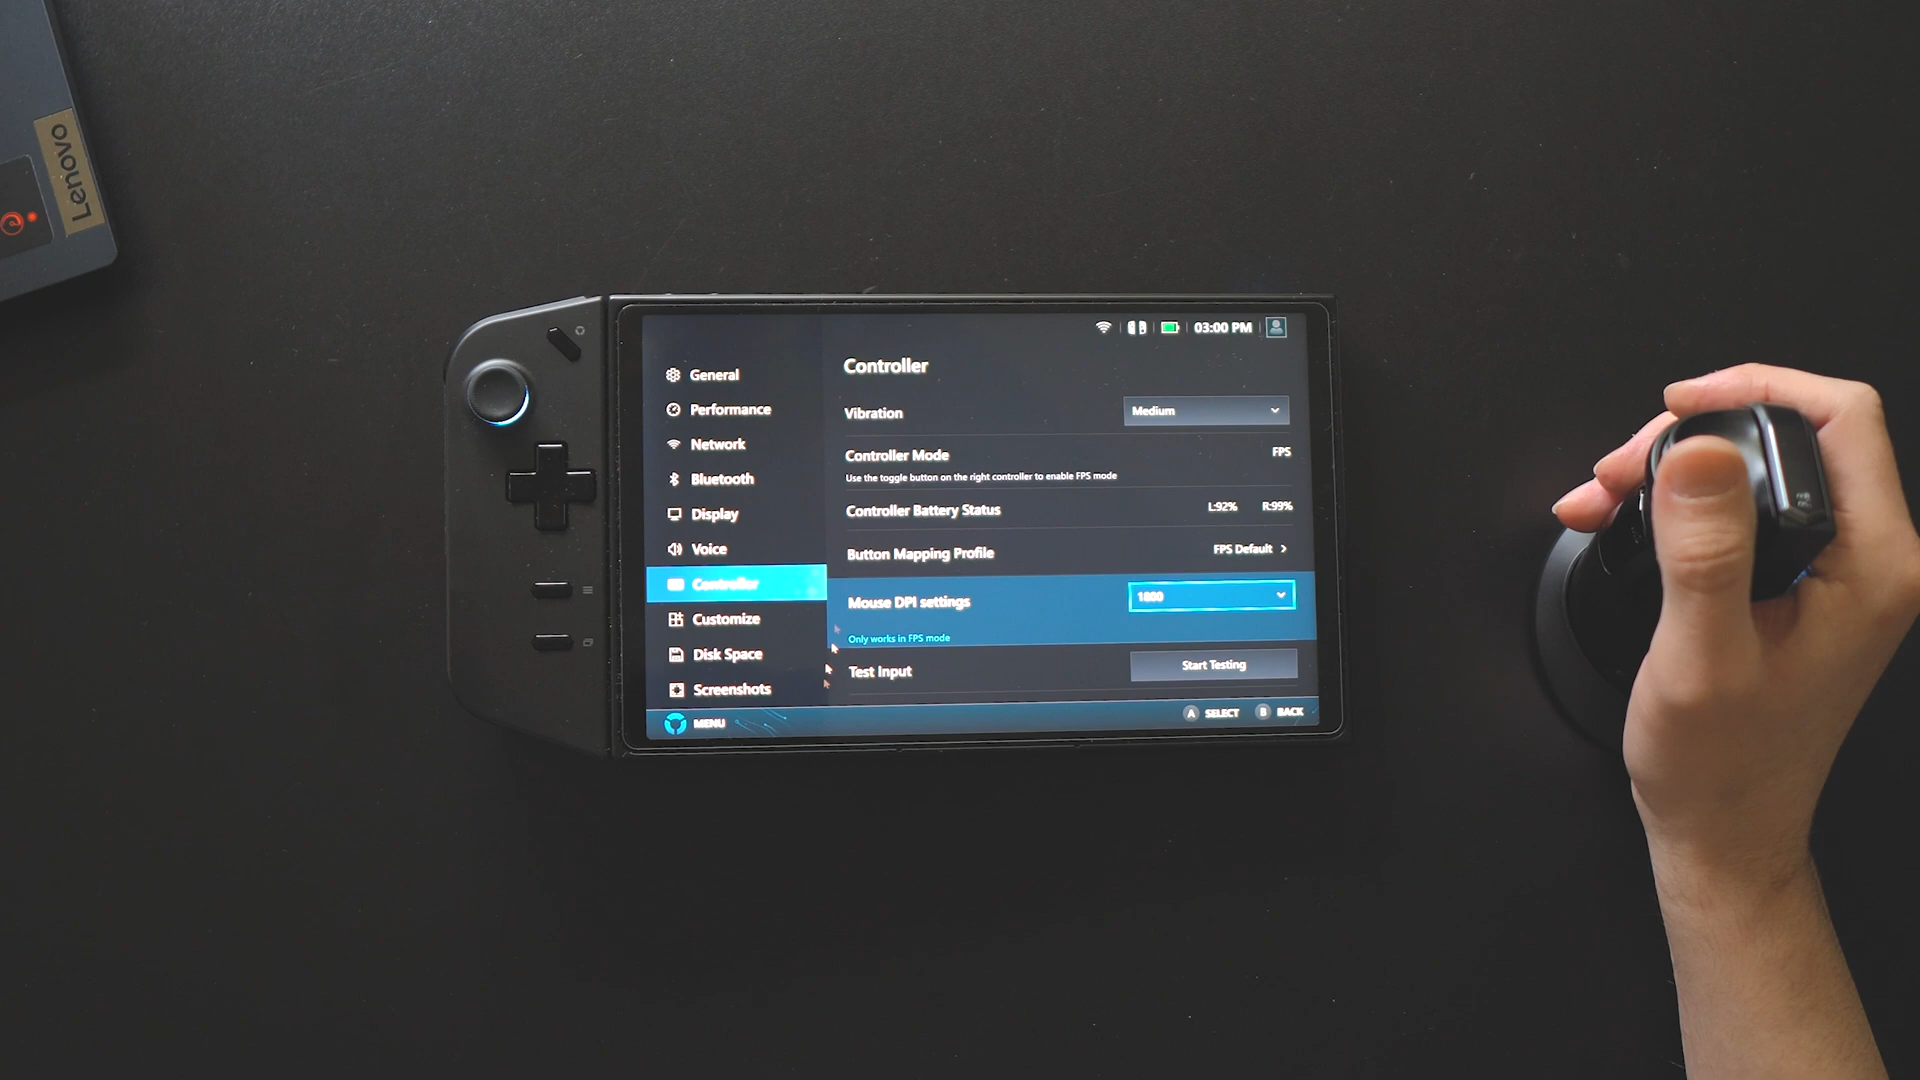 Lenovo
03:00 PM
General
Performance
Network
Bluetooth
Display
Voice
Controller
Customize
Disk Space
Screenshots
Controller
Vibration
Medium
Controller Mode
FPS
Use the toggle button on the right controller to enable FPS mode
Controller Battery Status
L:92% R:99%
Button Mapping Profile
FPS Default
Mouse DPI settings
1800
Only works in FPS mode
Test Input
Start Testing
MENU
A SELECT B BACK